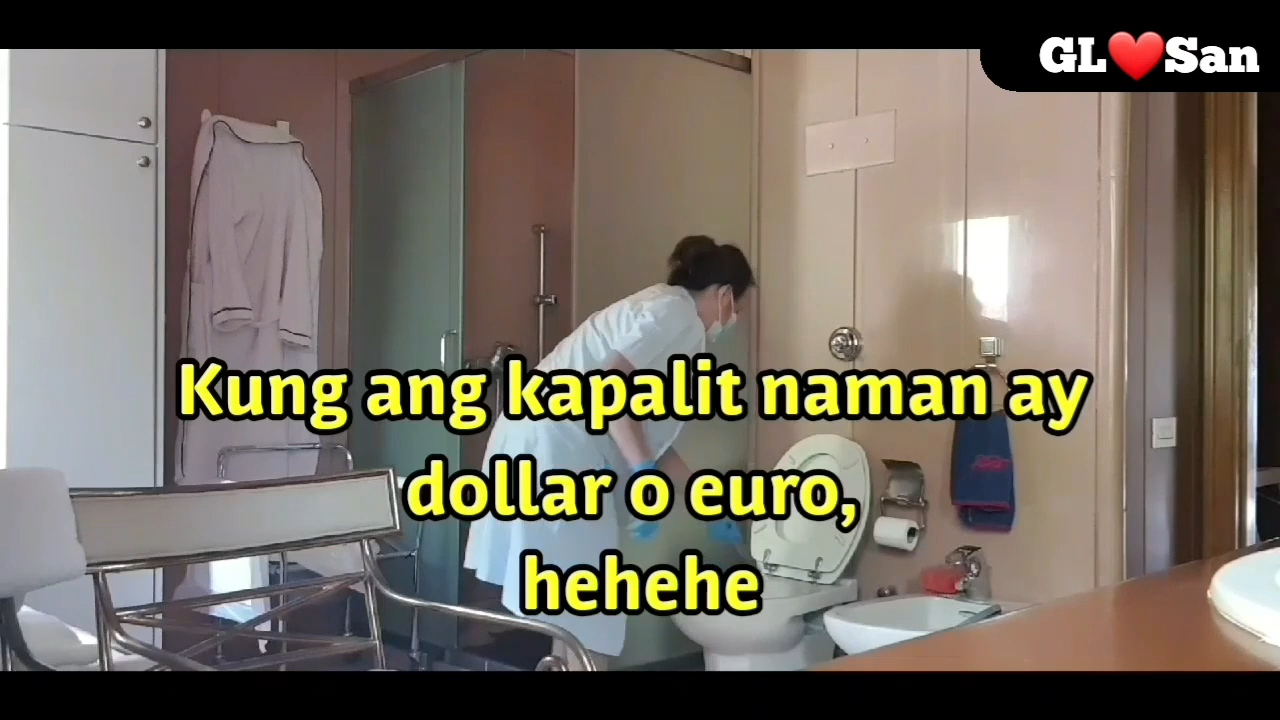 GL❤️San
Kung ang kapalit naman ay
dollar o euro,
hehehe